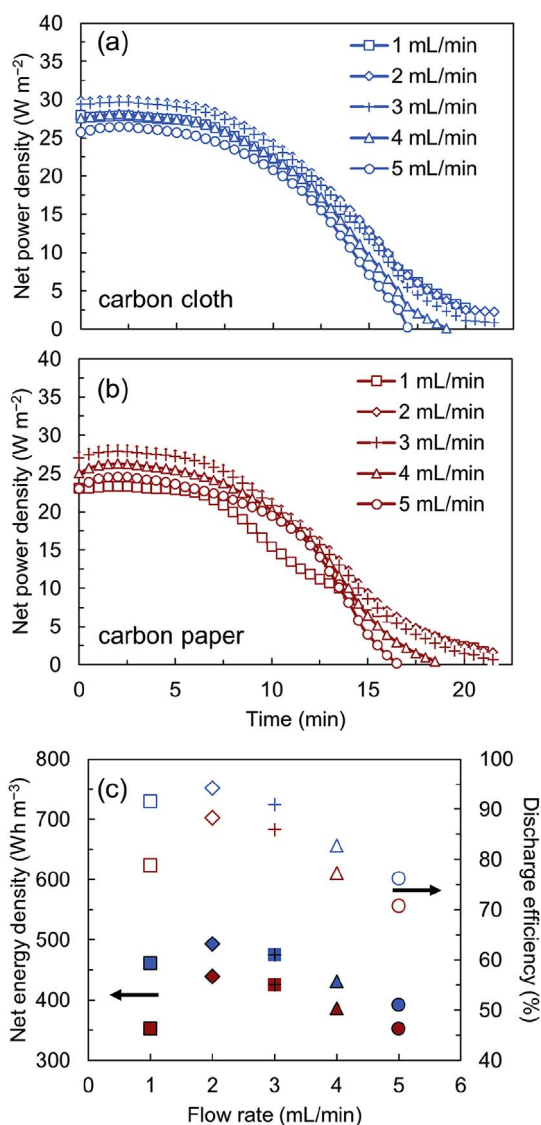 (a)
40
35
30
25
20
15
10
5
0
Net power density (W m⁻²)
1 mL/min
2 mL/min
3 mL/min
4 mL/min
5 mL/min
carbon cloth
(b)
40
35
30
25
20
15
10
5
0
Net power density (W m⁻²)
1 mL/min
2 mL/min
3 mL/min
4 mL/min
5 mL/min
carbon paper
0 5 10 15 20
Time (min)
(c)
800
700
600
500
450
400
350
300
Net energy density (Wh m⁻³)
100
90
80
70
60
50
40
Discharge efficiency (%)
0 1 2 3 4 5 6
Flow rate (mL/min)